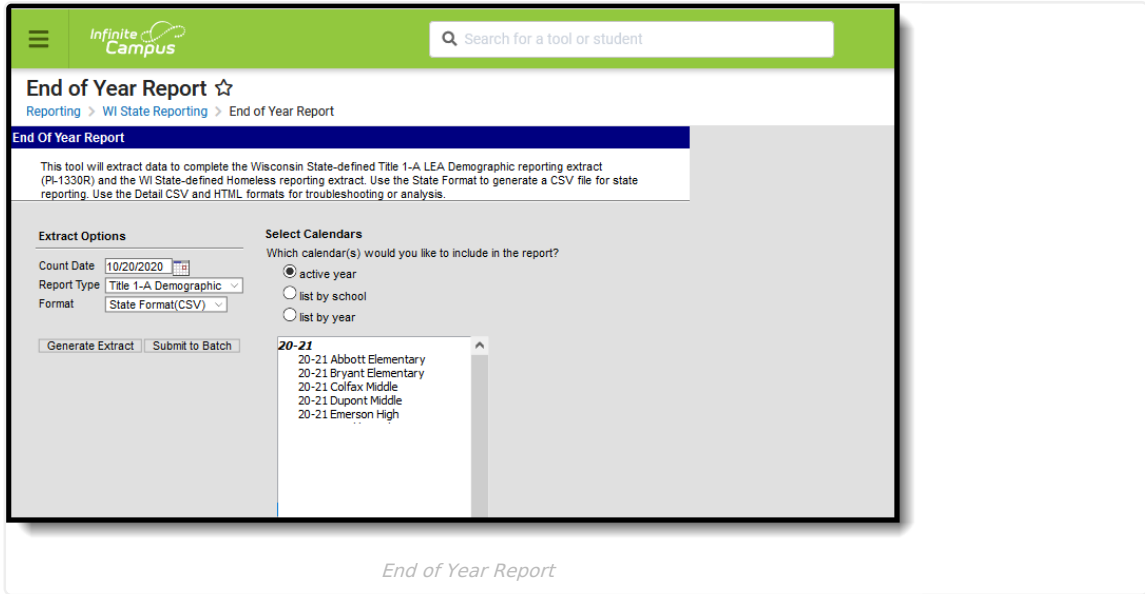 Infinite
Campus
Search for a tool or student
End of Year Report
Reporting > WI State Reporting > End of Year Report
End Of Year Report
This tool will extract data to complete the Wisconsin State-defined Title 1-A LEA Demographic reporting extract
(PI-1330R) and the WI State-defined Homeless reporting extract. Use the State Format to generate a CSV file for state
reporting. Use the Detail CSV and HTML formats for troubleshooting or analysis.
Extract Options
Count Date 10/20/2020
Report Type Title 1-A Demographic
Format State Format(CSV)
Generate Extract Submit to Batch
Select Calendars
Which calendar(s) would you like to include in the report?
active year
list by school
list by year
20-21
20-21 Abbott Elementary
20-21 Bryant Elementary
20-21 Colfax Middle
20-21 Dupont Middle
20-21 Emerson High
End of Year Report